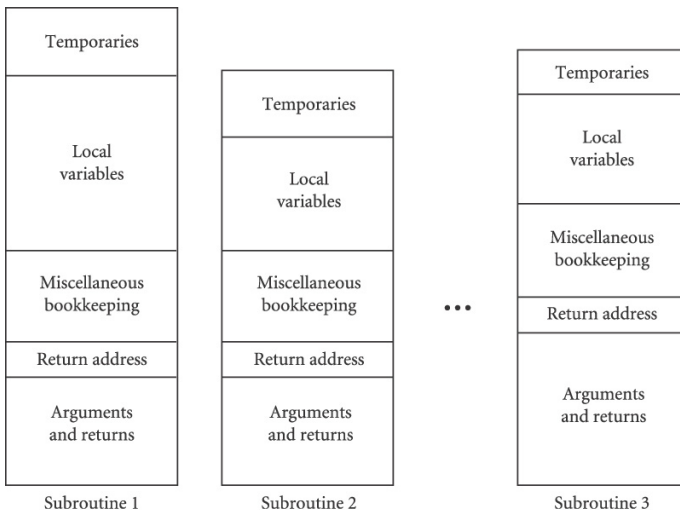 Temporaries
Local
variables
Miscellaneous
bookkeeping
Return address
Arguments
and returns
Subroutine 1
Temporaries
Local
variables
Miscellaneous
bookkeeping
Return address
Arguments
and returns
Subroutine 2
...
Temporaries
Local
variables
Miscellaneous
bookkeeping
Return address
Arguments
and returns
Subroutine 3